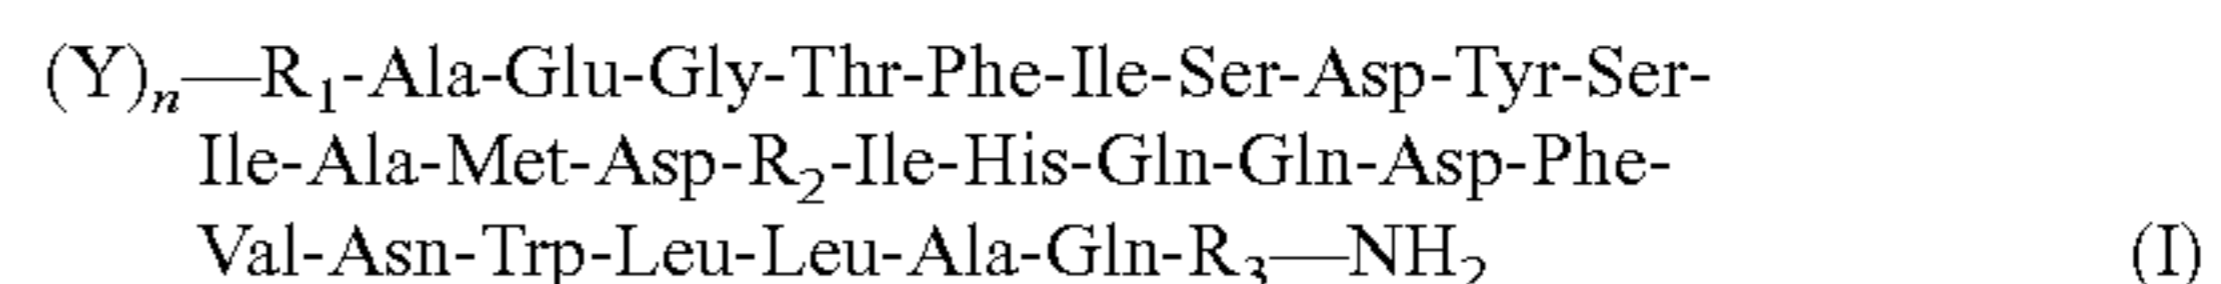 (Y)n—R1-Ala-Glu-Gly-Thr-Phe-Ile-Ser-Asp-Tyr-Ser-
Ile-Ala-Met-Asp-R2-Ile-His-Gln-Gln-Asp-Phe-
Val-Asn-Trp-Leu-Leu-Ala-Gln-R3—NH2 (I)